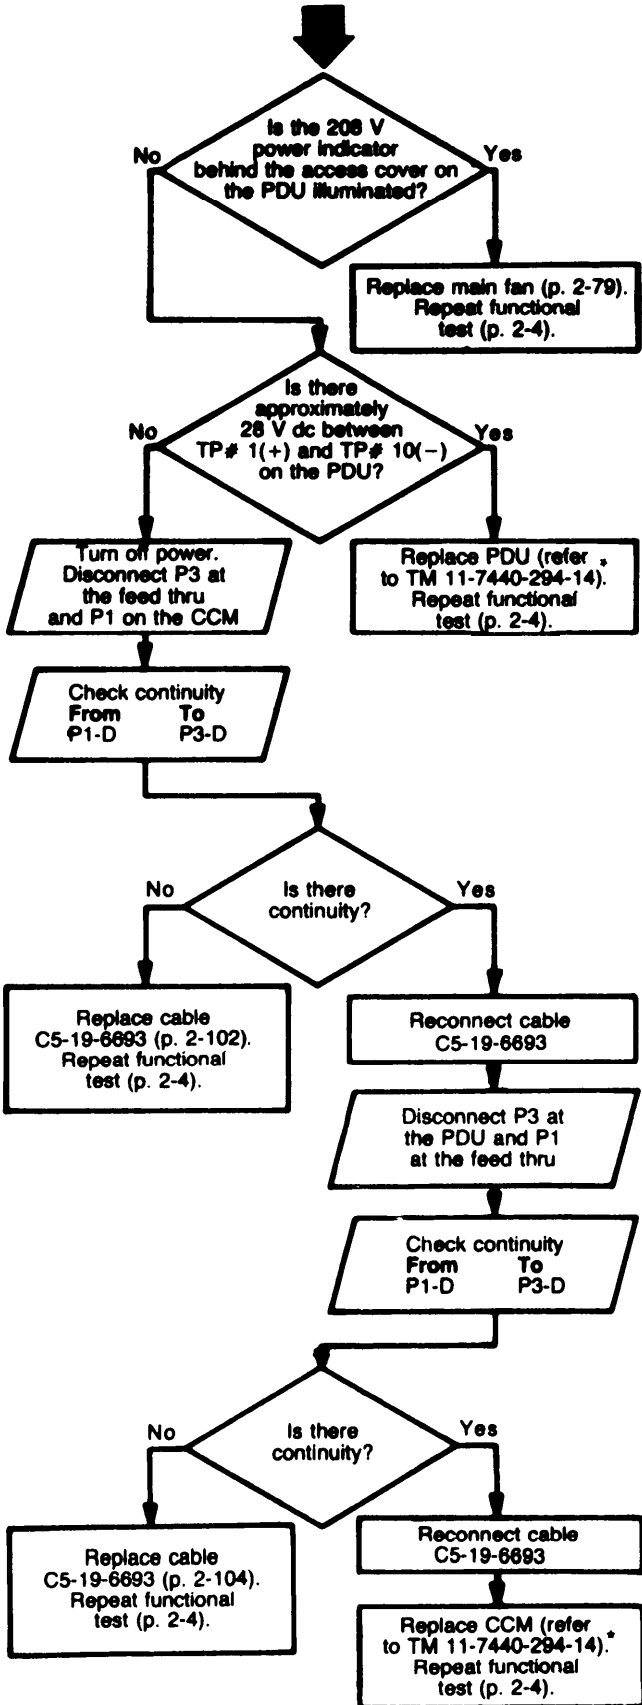 Is the 208 V
power indicator
behind the access cover on
the PDU illuminated?
No
Yes
Replace main fan (p. 2-79).
Repeat functional
test (p. 2-4).
Is there
approximately
28 V dc between
TP# 1(+) and TP# 10(−)
on the PDU?
No
Yes
Turn off power.
Disconnect P3 at
the feed thru
and P1 on the CCM
Replace PDU (refer *
to TM 11-7440-294-14).
Repeat functional
test (p. 2-4).
Check continuity
From To
P1-D P3-D
Is there
continuity?
No
Yes
Replace cable
C5-19-6693 (p. 2-102).
Repeat functional
test (p. 2-4).
Reconnect cable
C5-19-6693
Disconnect P3 at
the PDU and P1
at the feed thru
Check continuity
From To
P1-D P3-D
Is there
continuity?
No
Yes
Replace cable
C5-19-6693 (p. 2-104).
Repeat functional
test (p. 2-4).
Reconnect cable
C5-19-6693
Replace CCM (refer
to TM 11-7440-294-14).*
Repeat functional
test (p. 2-4).